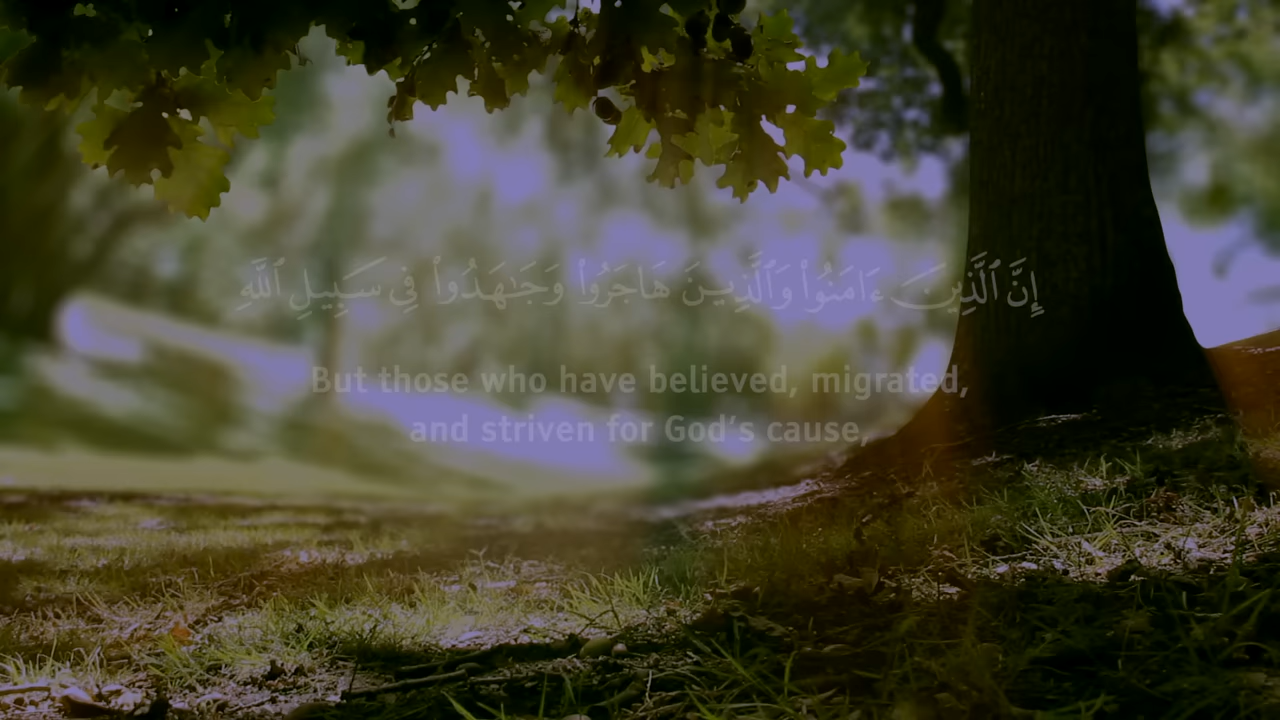 إِنَّ ٱلَّذِينَ ءَامَنُوا۟ وَٱلَّذِينَ هَاجَرُوا۟ وَجَـٰهَدُوا۟ فِى سَبِيلِ ٱللَّهِ
But those who have believed, migrated,
and striven for God’s cause,